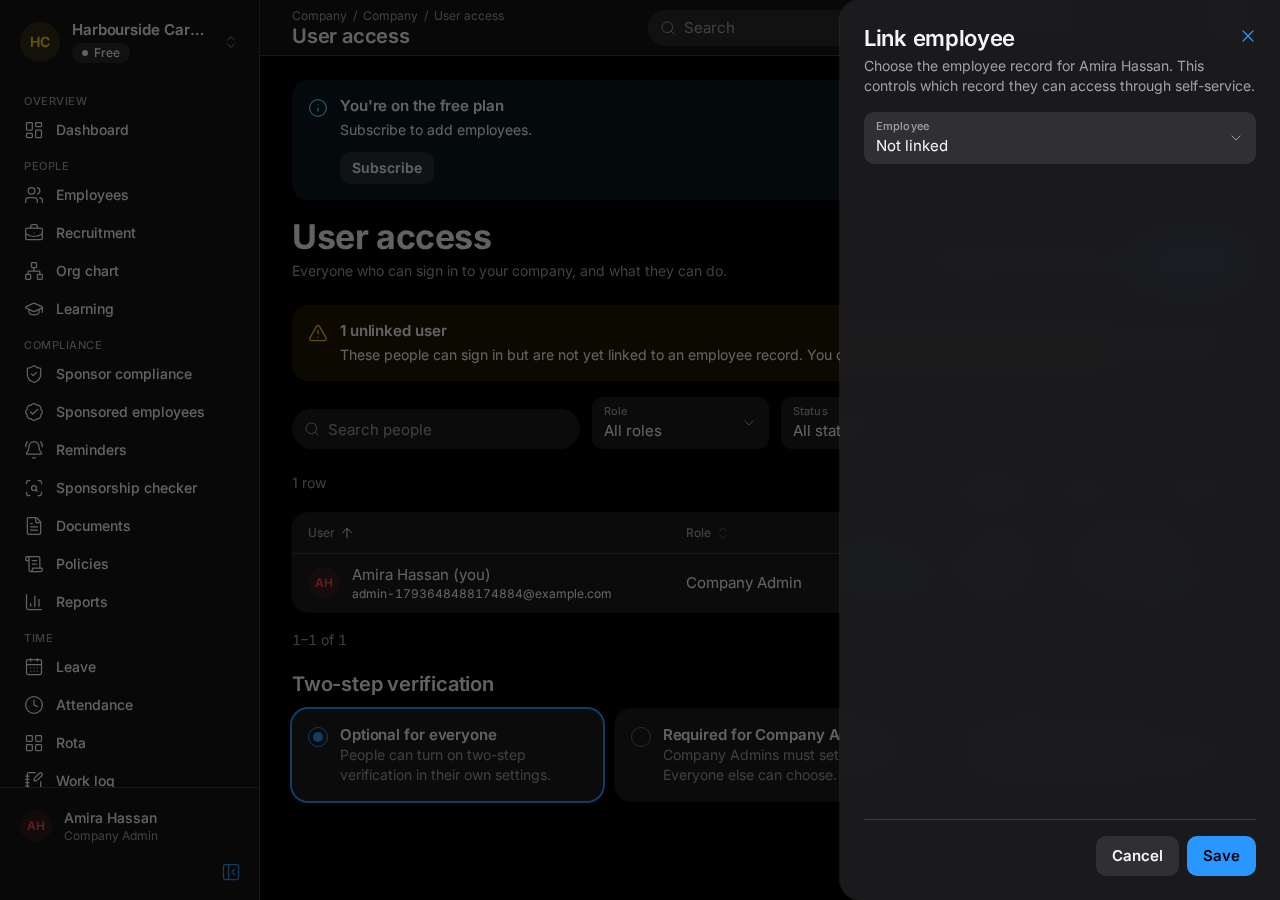 HC
Harbourside Car...
Free
OVERVIEW
Dashboard
PEOPLE
Employees
Recruitment
Org chart
Learning
COMPLIANCE
Sponsor compliance
Sponsored employees
Reminders
Sponsorship checker
Documents
Policies
Reports
TIME
Leave
Attendance
Rota
Work log
AH
Amira Hassan
Company Admin
Company / Company / User access
User access
Search
You're on the free plan
Subscribe to add employees.
Subscribe
User access
Everyone who can sign in to your company, and what they can do.
1 unlinked user
These people can sign in but are not yet linked to an employee record. You
Search people
Role
All roles
Status
All stat
1 row
User
Role
AH
Amira Hassan (you)
admin-1793648488174884@example.com
Company Admin
1–1 of 1
Two-step verification
Optional for everyone
People can turn on two-step
verification in their own settings.
Required for Company A
Company Admins must set
Everyone else can choose.
Link employee
Choose the employee record for Amira Hassan. This
controls which record they can access through self-service.
Employee
Not linked
Cancel
Save